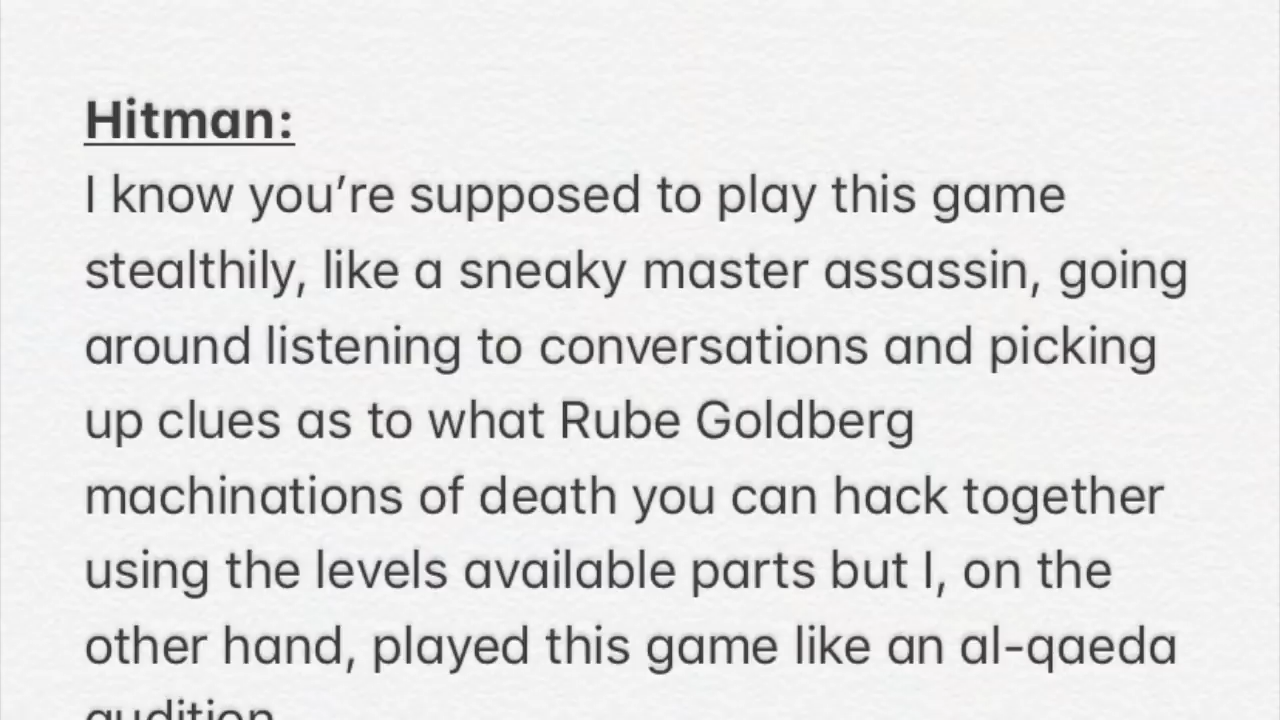 Hitman:
I know you’re supposed to play this game
stealthily, like a sneaky master assassin, going
around listening to conversations and picking
up clues as to what Rube Goldberg
machinations of death you can hack together
using the levels available parts but I, on the
other hand, played this game like an al-qaeda
audition